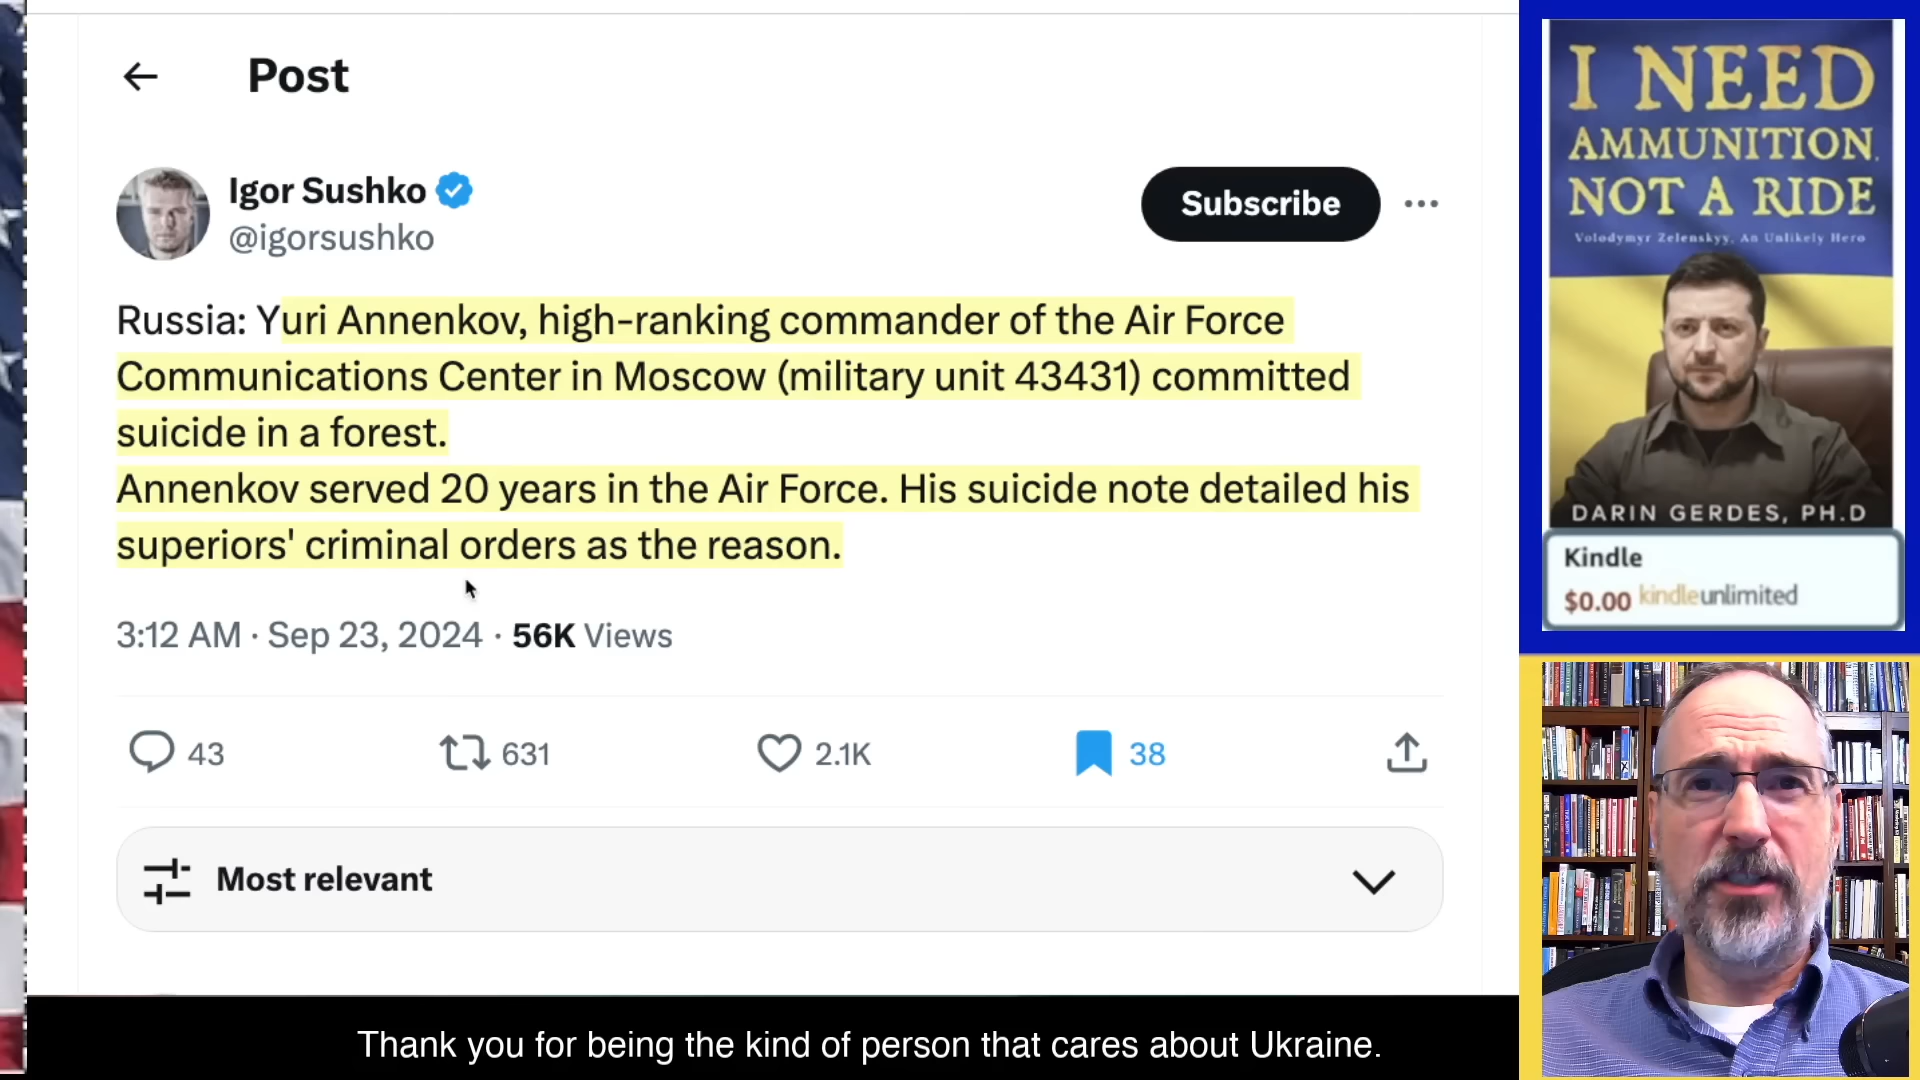 Post
Igor Sushko
@igorsushko
Subscribe
Russia: Yuri Annenkov, high-ranking commander of the Air Force
Communications Center in Moscow (military unit 43431) committed
suicide in a forest.
Annenkov served 20 years in the Air Force. His suicide note detailed his
superiors' criminal orders as the reason.
3:12 AM · Sep 23, 2024 · 56K Views
43
631
2.1K
38
Most relevant
Thank you for being the kind of person that cares about Ukraine.
I NEED
AMMUNITION,
NOT A RIDE
Volodymyr Zelenskyy, An Unlikely Hero
DARIN GERDES, PH.D
Kindle
$0.00 kindleunlimited